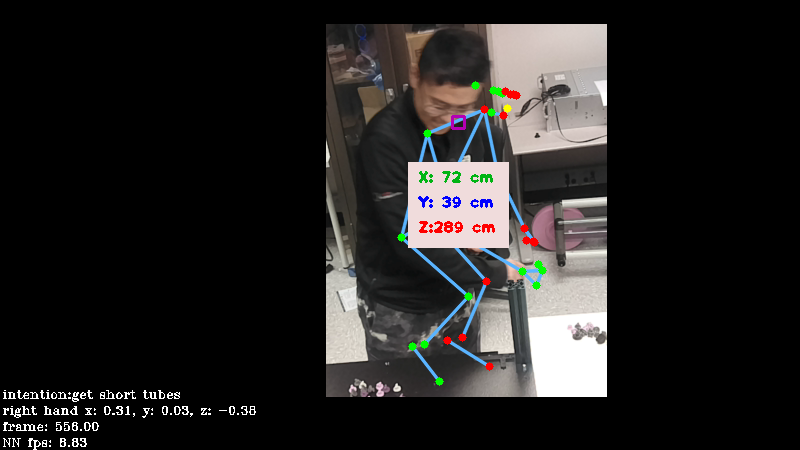 X: 72 cm
Y: 39 cm
Z:289 cm
intention:get short tubes
right hand x: 0.31, y: 0.03, z: -0.38
frame: 556.00
NN fps: 8.83